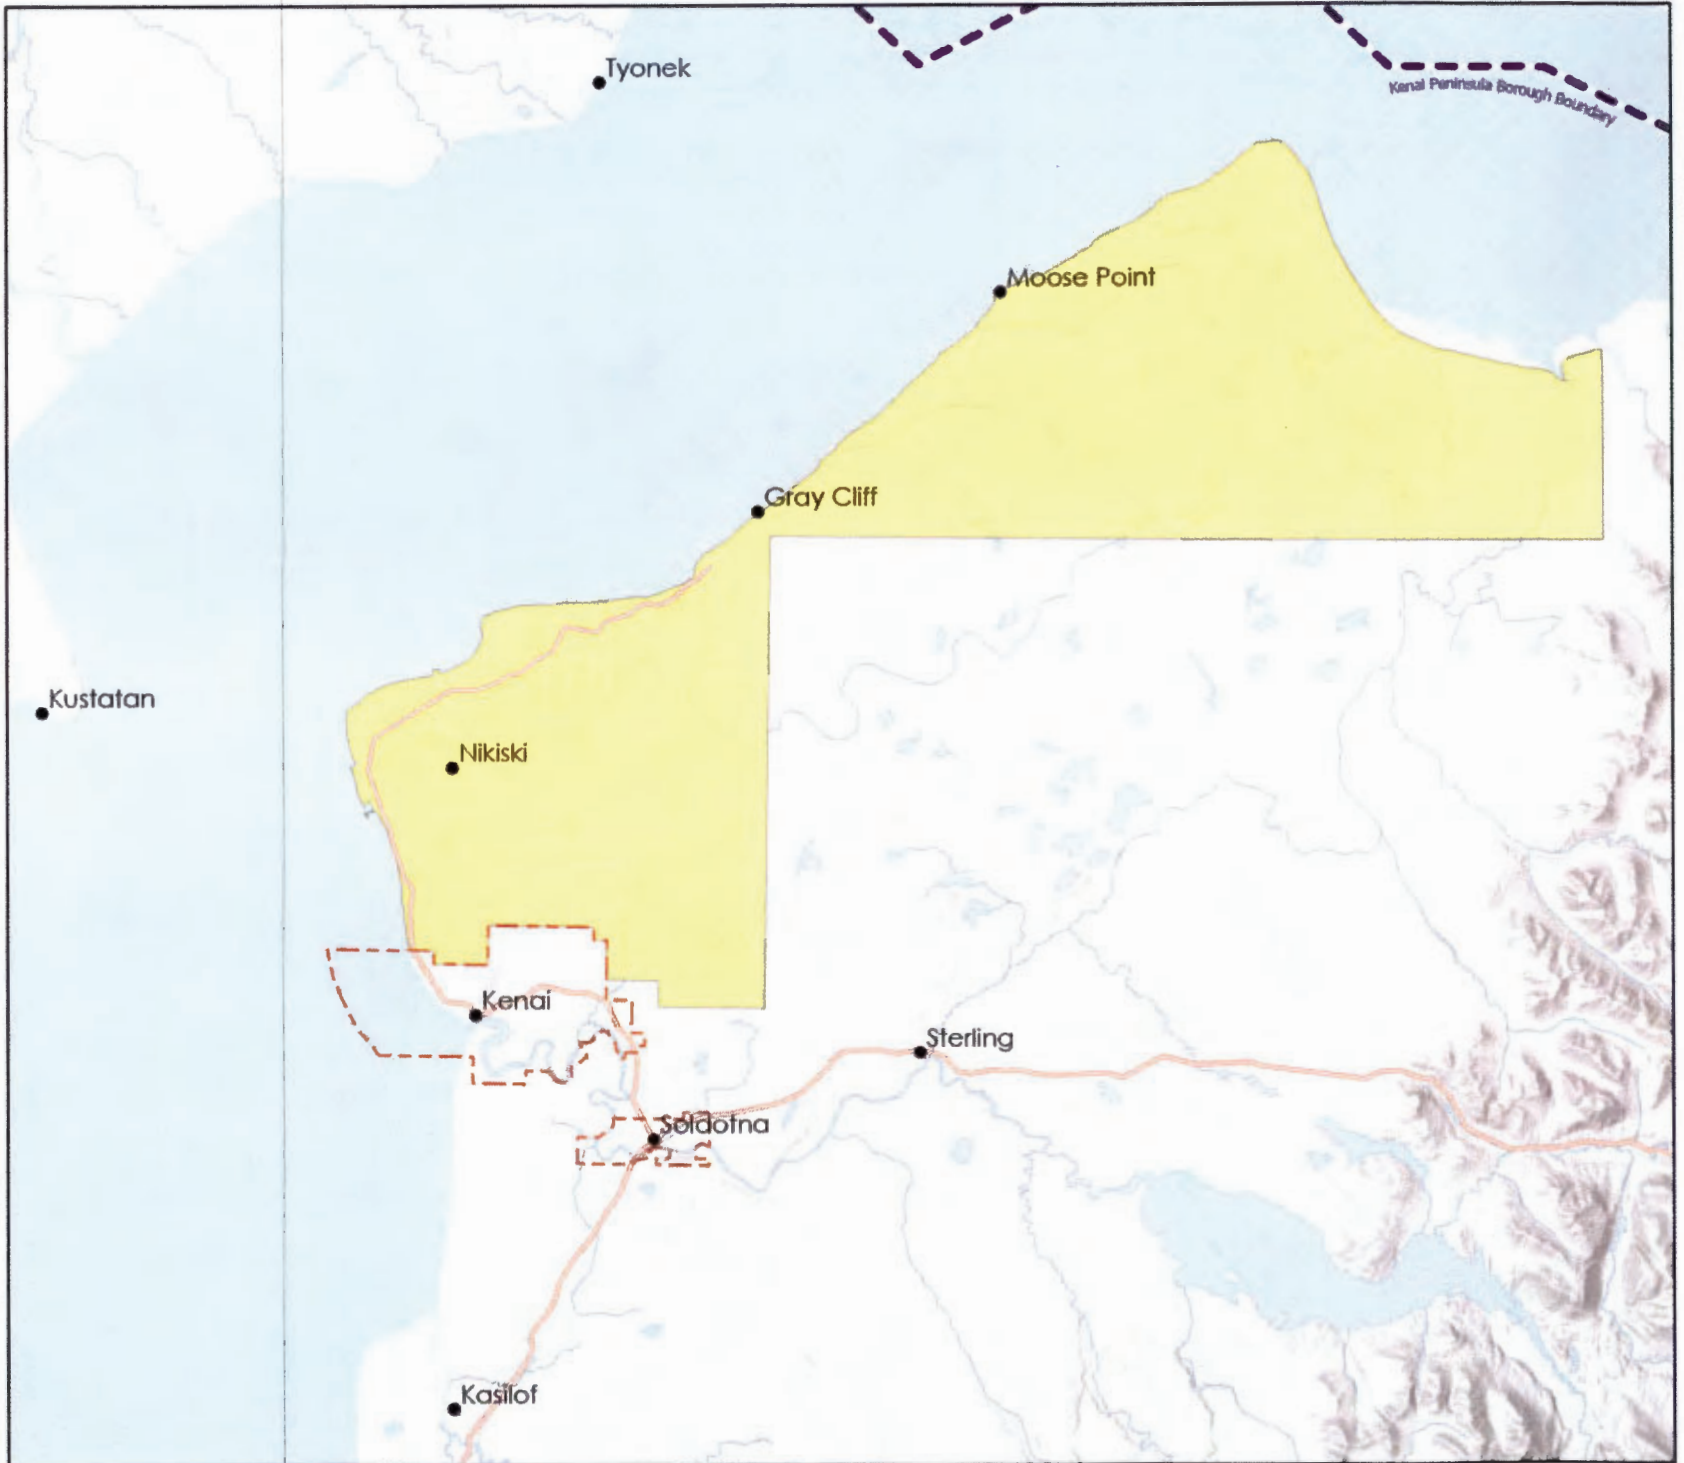 Tyonek
Kenai Peninsula Borough Boundary
Moose Point
Gray Cliff
Kustatan
Nikiski
Kenai
Sterling
Soldotna
Kasilof